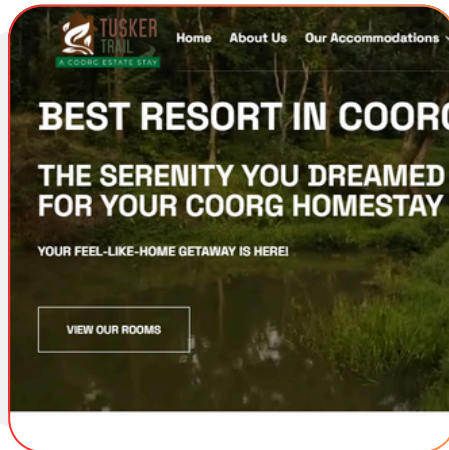 TUSKER
TRAIL
A COORG ESTATE STAY
Home About Us Our Accommodations
BEST RESORT IN COORG
THE SERENITY YOU DREAMED
FOR YOUR COORG HOMESTAY
YOUR FEEL-LIKE-HOME GETAWAY IS HERE!
VIEW OUR ROOMS